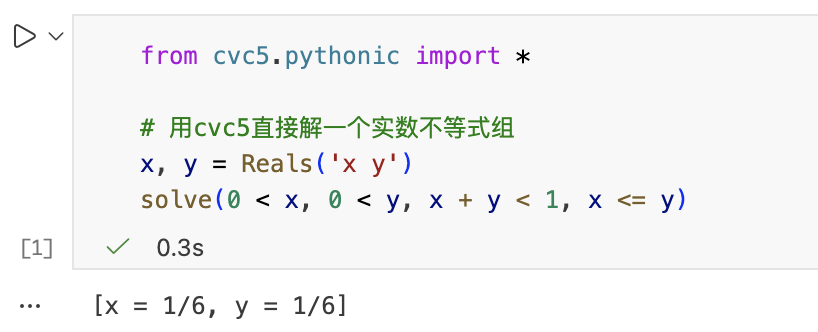 from cvc5.pythonic import *
# 用cvc5直接解一个实数不等式组
x, y = Reals('x y')
solve(0 < x, 0 < y, x + y < 1, x <= y)
[1] 0.3s
[x = 1/6, y = 1/6]